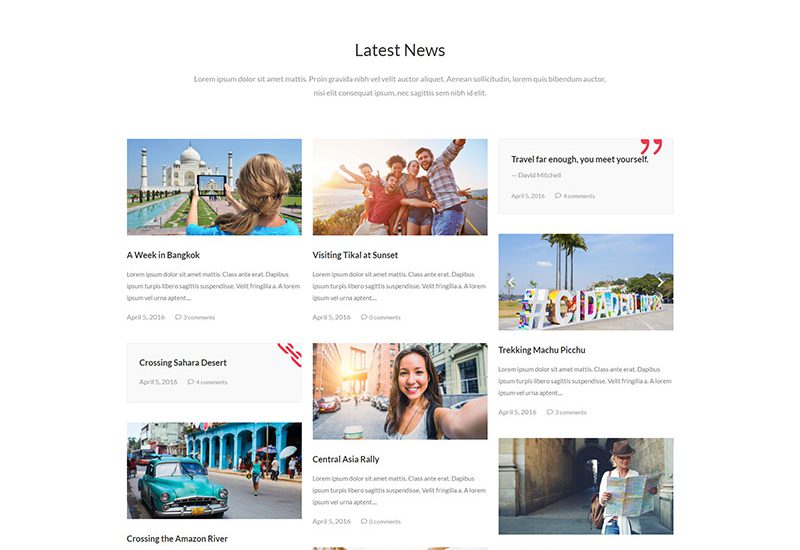 Latest News
Lorem ipsum dolor sit amet mattis. Proin gravida nibh vel velit auctor aliquet. Aenean sollicitudin, lorem quis bibendum auctor,
nisi elit consequat ipsum, nec sagittis sem nibh id elit.
A Week in Bangkok
Lorem ipsum dolor sit amet mattis. Class ante erat. Dapibus
ipsum turpis libero sagittis suspendisse. Velit fringilla a. Lorem
ipsum vel urna aptent....
April 5, 2016 3 comments
Crossing Sahara Desert
April 5, 2016 4 comments
Crossing the Amazon River
Visiting Tikal at Sunset
Lorem ipsum dolor sit amet mattis. Class ante erat. Dapibus
ipsum turpis libero sagittis suspendisse. Velit fringilla a. Lorem
ipsum vel urna aptent....
April 5, 2016 0 comments
Central Asia Rally
Lorem ipsum dolor sit amet mattis. Class ante erat. Dapibus
ipsum turpis libero sagittis suspendisse. Velit fringilla a. Lorem
ipsum vel urna aptent....
April 5, 2016 0 comments
Travel far enough, you meet yourself.
— David Mitchell
April 5, 2016 4 comments
Trekking Machu Picchu
Lorem ipsum dolor sit amet mattis. Class ante erat. Dapibus
ipsum turpis libero sagittis suspendisse. Velit fringilla a. Lorem
ipsum vel urna aptent....
April 5, 2016 3 comments